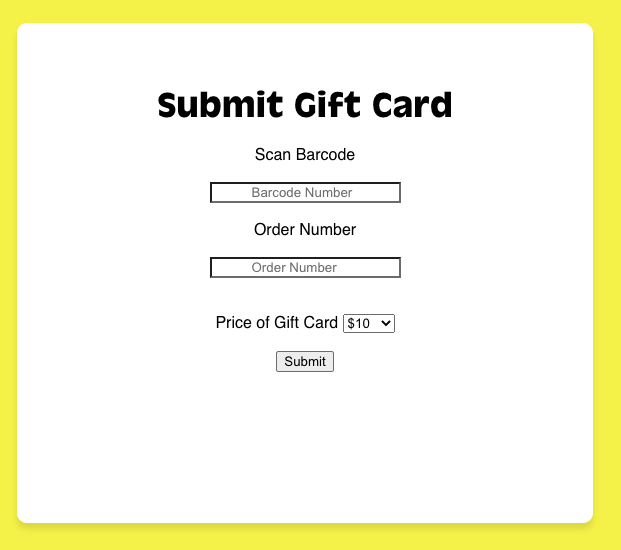 Submit Gift Card
Scan Barcode
Barcode Number
Order Number
Order Number
Price of Gift Card $10
Submit